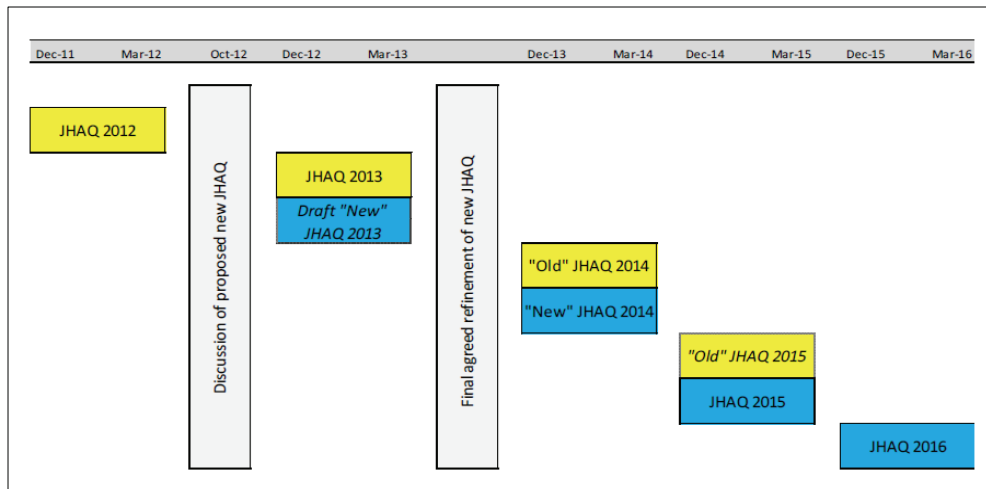 Dec-11 Mar-12 Oct-12 Dec-12 Mar-13 Dec-13 Mar-14 Dec-14 Mar-15 Dec-15 Mar-16
JHAQ 2012
Discussion of proposed new JHAQ
JHAQ 2013
Draft "New"
JHAQ 2013
Final agreed refinement of new JHAQ
"Old" JHAQ 2014
"New" JHAQ 2014
"Old" JHAQ 2015
JHAQ 2015
JHAQ 2016